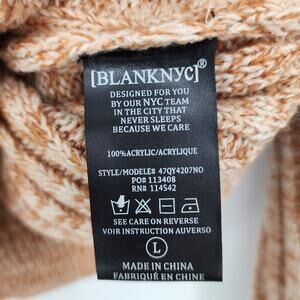 [BLANKNYC]®
DESIGNED FOR YOU
BY OUR NYC TEAM
IN THE CITY THAT
NEVER SLEEPS
BECAUSE WE CARE
100%ACRYLIC/ACRYLIQUE
STYLE/MODELE# 47QY4207NO
PO# 113408
RN# 114542
SEE CARE ON REVERSE
VOIR INSTRUCTION AUVERSO
L
MADE IN CHINA
FABRIQUÉ EN CHINE